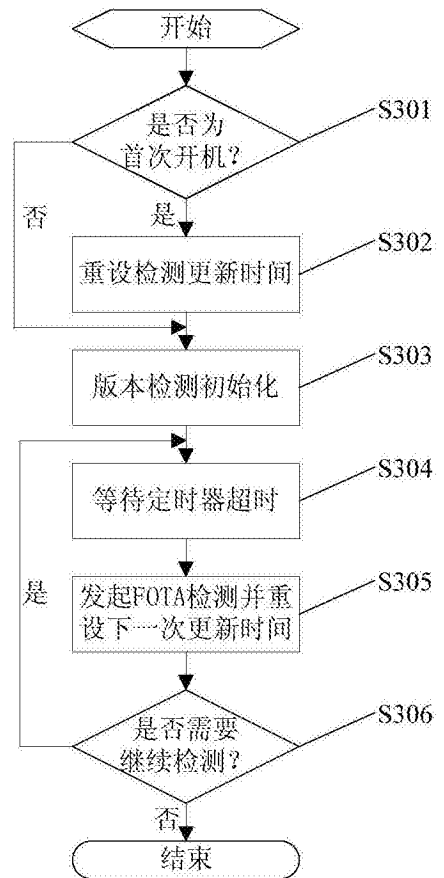 开始
是否为
首次开机?
S301
否
是
重设检测更新时间
S302
版本检测初始化
S303
等待定时器超时
S304
是
发起FOTA检测并重
设下一次更新时间
S305
是否需要
继续检测?
S306
否
结束